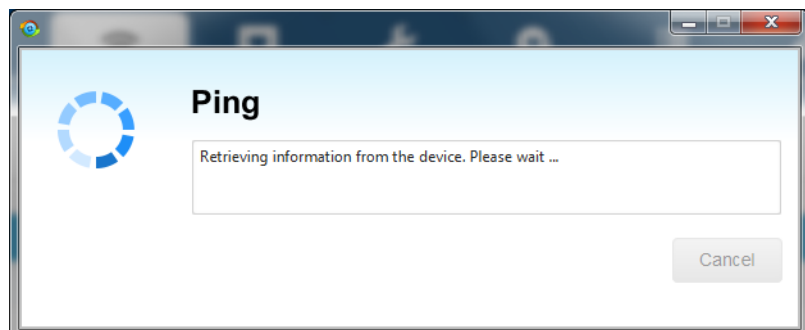 Ping
Retrieving information from the device. Please wait ...
Cancel